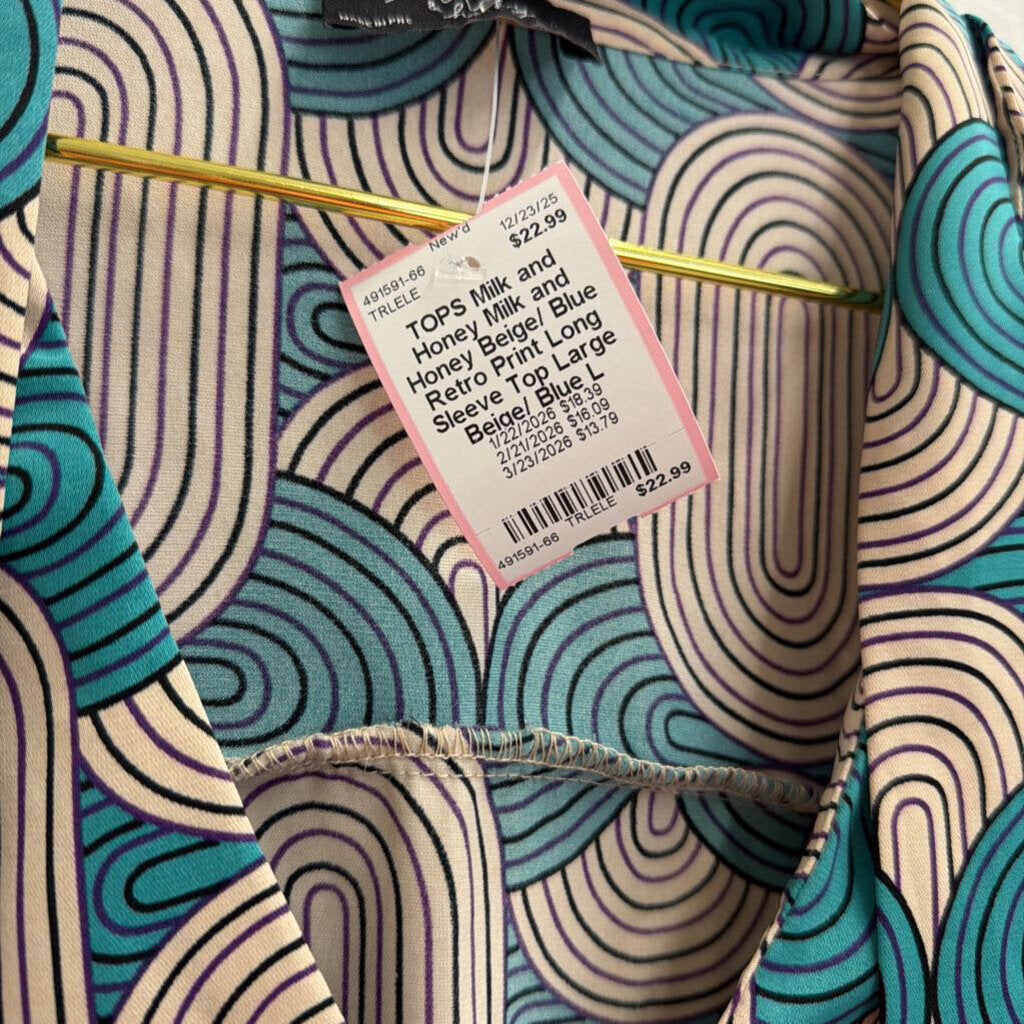 New'd 12/23/25
491591-66 $22.99
TRLELE
TOPS Milk and
Honey Milk and
Honey Beige/ Blue
Retro Print Long
Sleeve Top Large
Beige/ Blue L
1/22/2026 $18.39
2/21/2026 $16.09
3/23/2026 $13.79
491591-66 TRLELE $22.99